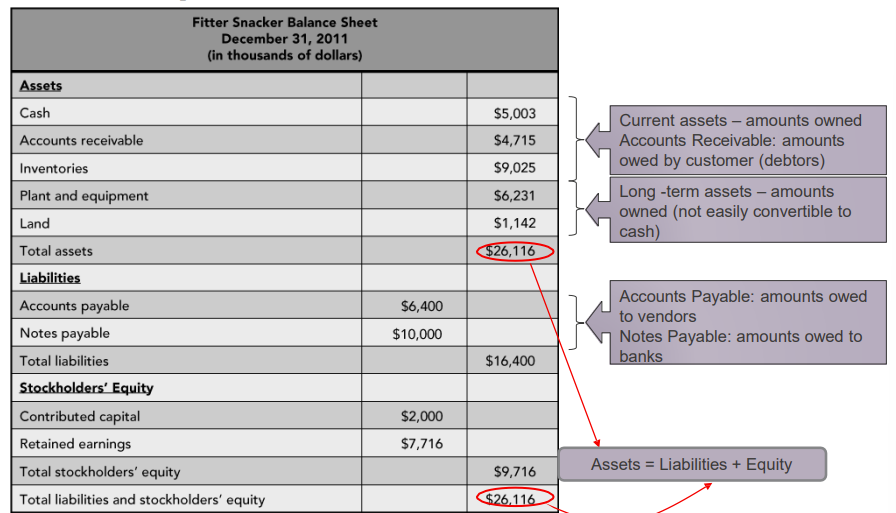 Fitter Snacker Balance Sheet
December 31, 2011
(in thousands of dollars)
Assets
Cash $5,003
Accounts receivable $4,715
Inventories $9,025
Plant and equipment $6,231
Land $1,142
Total assets $26,116
Liabilities
Accounts payable $6,400
Notes payable $10,000
Total liabilities $16,400
Stockholders' Equity
Contributed capital $2,000
Retained earnings $7,716
Total stockholders' equity $9,716
Total liabilities and stockholders' equity $26,116
Current assets – amounts owned
Accounts Receivable: amounts
owed by customer (debtors)
Long -term assets – amounts
owned (not easily convertible to
cash)
Accounts Payable: amounts owed
to vendors
Notes Payable: amounts owed to
banks
Assets = Liabilities + Equity